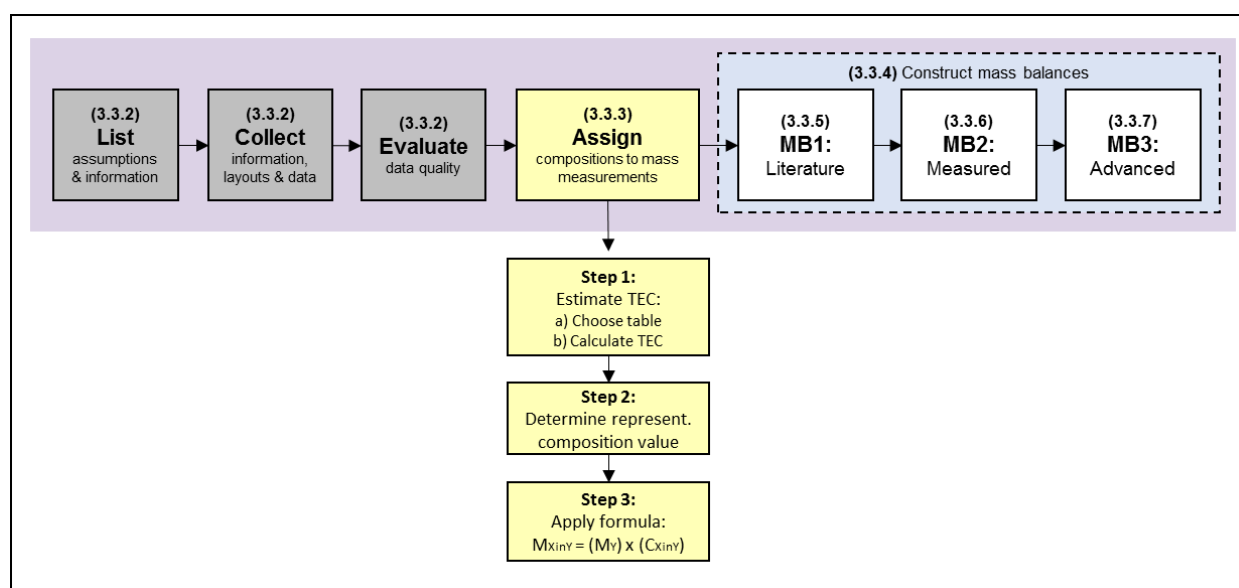 (3.3.4) Construct mass balances
(3.3.2)
List
assumptions
& information
(3.3.2)
Collect
information,
layouts & data
(3.3.2)
Evaluate
data quality
(3.3.3)
Assign
compositions to mass
measurements
(3.3.5)
MB1:
Literature
(3.3.6)
MB2:
Measured
(3.3.7)
MB3:
Advanced
Step 1:
Estimate TEC:
a) Choose table
b) Calculate TEC
Step 2:
Determine represent.
composition value
Step 3:
Apply formula:
MXinY = (MY) x (CXinY)